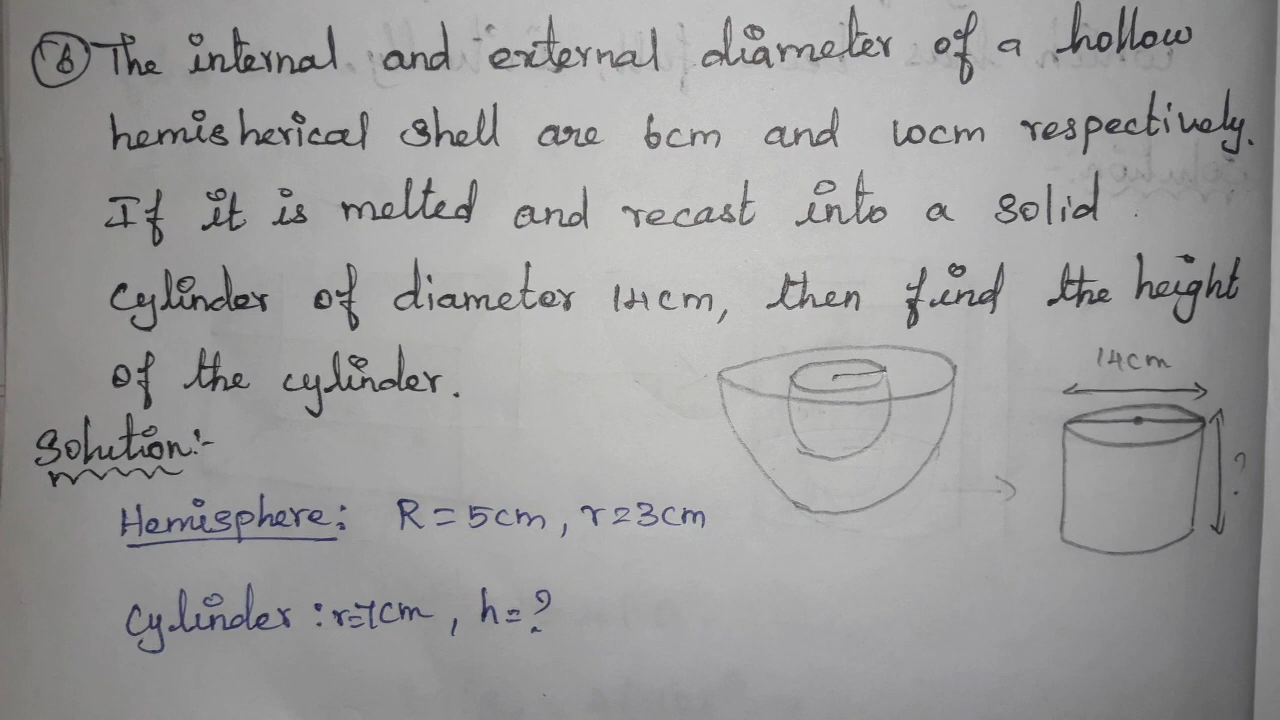 ⑧ The internal and external diameter of a hollow
hemisherical shell are 6cm and 10cm respectively.
If it is melted and recast into a solid
cylinder of diameter 14cm, then find the height
of the cylinder.
14cm
Solution:-
?
Hemisphere: R=5cm, r=3cm
Cylinder : r=7cm, h=?